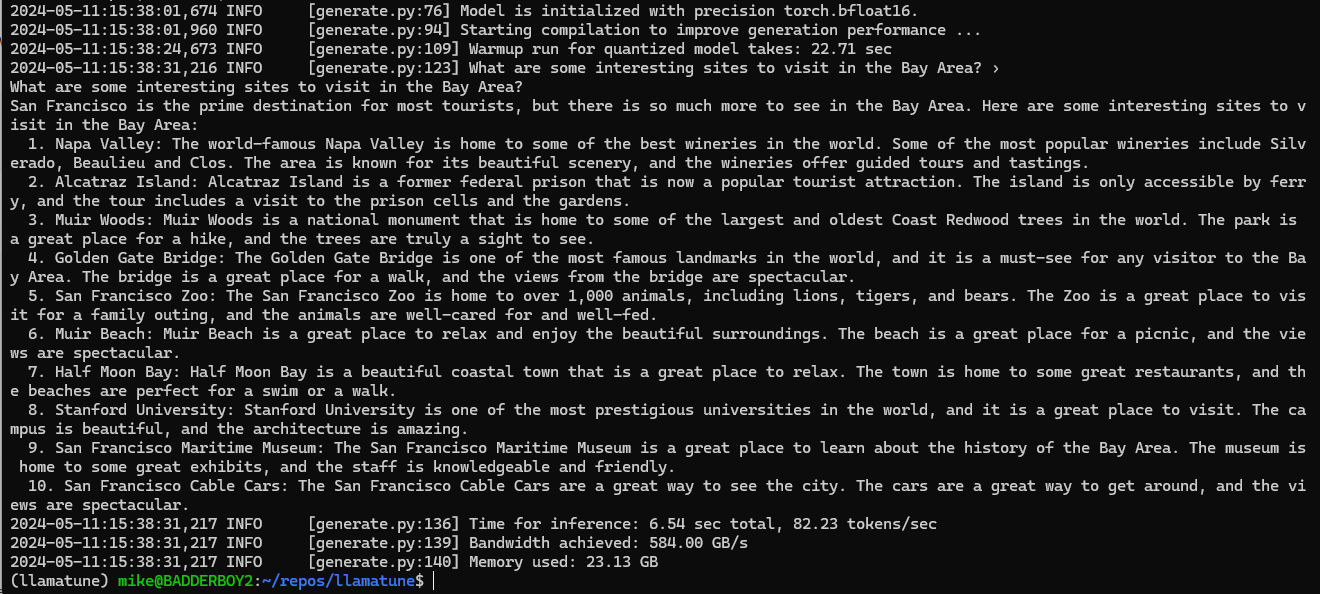 2024-05-11:15:38:01,674 INFO     [generate.py:76] Model is initialized with precision torch.bfloat16.
2024-05-11:15:38:01,960 INFO     [generate.py:94] Starting compilation to improve generation performance ...
2024-05-11:15:38:24,673 INFO     [generate.py:109] Warmup run for quantized model takes: 22.71 sec
2024-05-11:15:38:31,216 INFO     [generate.py:123] What are some interesting sites to visit in the Bay Area? ›
What are some interesting sites to visit in the Bay Area?
San Francisco is the prime destination for most tourists, but there is so much more to see in the Bay Area. Here are some interesting sites to v
isit in the Bay Area:
  1. Napa Valley: The world-famous Napa Valley is home to some of the best wineries in the world. Some of the most popular wineries include Silv
erado, Beaulieu and Clos. The area is known for its beautiful scenery, and the wineries offer guided tours and tastings.
  2. Alcatraz Island: Alcatraz Island is a former federal prison that is now a popular tourist attraction. The island is only accessible by ferr
y, and the tour includes a visit to the prison cells and the gardens.
  3. Muir Woods: Muir Woods is a national monument that is home to some of the largest and oldest Coast Redwood trees in the world. The park is
a great place for a hike, and the trees are truly a sight to see.
  4. Golden Gate Bridge: The Golden Gate Bridge is one of the most famous landmarks in the world, and it is a must-see for any visitor to the Ba
y Area. The bridge is a great place for a walk, and the views from the bridge are spectacular.
  5. San Francisco Zoo: The San Francisco Zoo is home to over 1,000 animals, including lions, tigers, and bears. The Zoo is a great place to vis
it for a family outing, and the animals are well-cared for and well-fed.
  6. Muir Beach: Muir Beach is a great place to relax and enjoy the beautiful surroundings. The beach is a great place for a picnic, and the vie
ws are spectacular.
  7. Half Moon Bay: Half Moon Bay is a beautiful coastal town that is a great place to relax. The town is home to some great restaurants, and th
e beaches are perfect for a swim or a walk.
  8. Stanford University: Stanford University is one of the most prestigious universities in the world, and it is a great place to visit. The ca
mpus is beautiful, and the architecture is amazing.
  9. San Francisco Maritime Museum: The San Francisco Maritime Museum is a great place to learn about the history of the Bay Area. The museum is
 home to some great exhibits, and the staff is knowledgeable and friendly.
  10. San Francisco Cable Cars: The San Francisco Cable Cars are a great way to see the city. The cars are a great way to get around, and the vi
ews are spectacular.
2024-05-11:15:38:31,217 INFO     [generate.py:136] Time for inference: 6.54 sec total, 82.23 tokens/sec
2024-05-11:15:38:31,217 INFO     [generate.py:139] Bandwidth achieved: 584.00 GB/s
2024-05-11:15:38:31,217 INFO     [generate.py:140] Memory used: 23.13 GB
(llamatune) mike@BADDERBOY2:~/repos/llamatune$